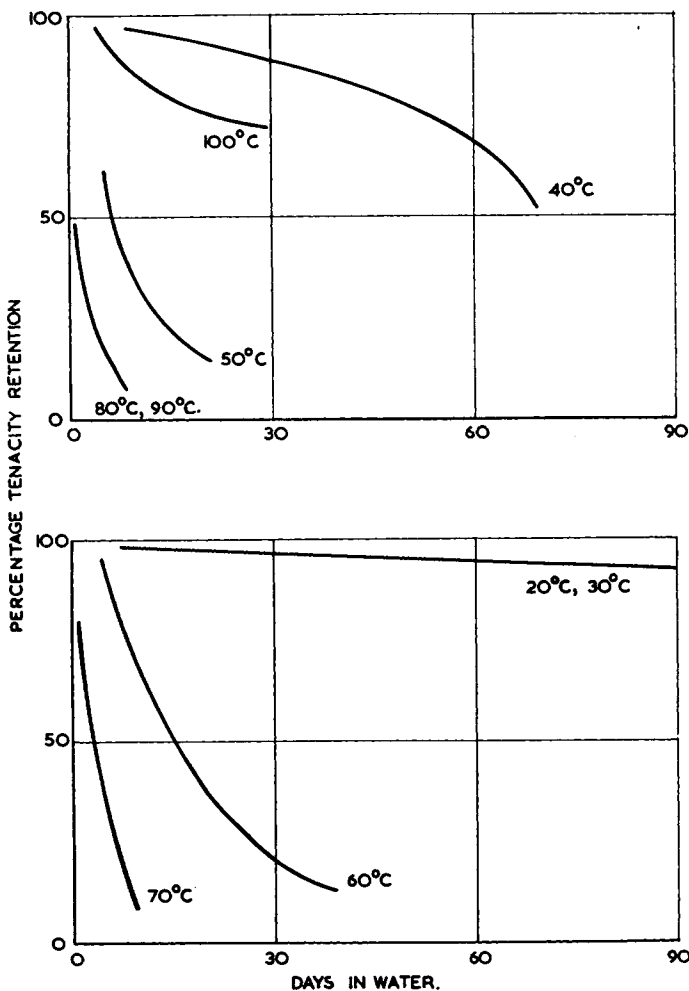 PERCENTAGE TENACITY RETENTION
100
50
0
100°C
40°C
50°C
80°C, 90°C.
0
30
60
90
100
50
0
20°C, 30°C
70°C
60°C
0
30
60
90
DAYS IN WATER.